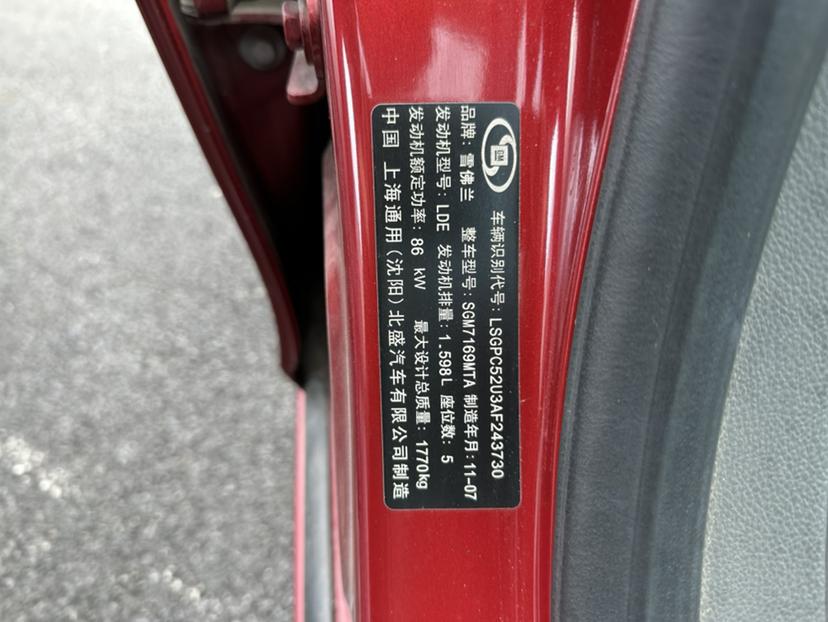 GM
车辆识别代号: LSGPC52U3AF243730
品牌: 雪佛兰 整车型号: SGM7169MTA 制造年月: 11-07
发动机型号: LDE 发动机排量: 1.598L 座位数: 5
发动机额定功率: 86 kW 最大设计总质量: 1770kg
中国 上海通用(沈阳)北盛汽车有限公司制造